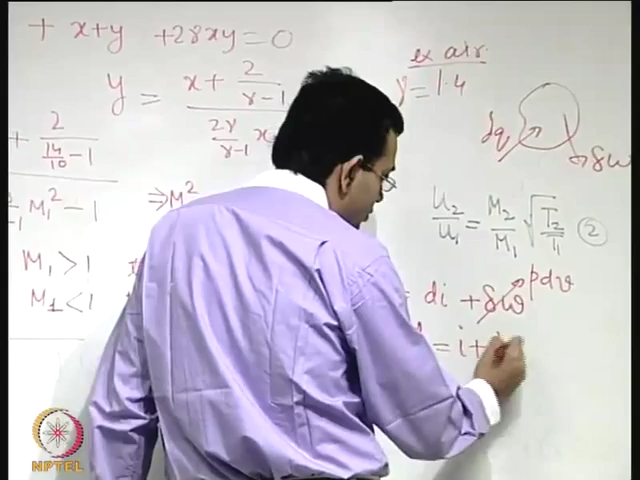 + x+y +2γxy=0
y = x + 2/(γ-1)
2γ/(γ-1) x
ex air.
γ=1.4
δq
δw
+ 2/(14/10 -1)
M₁² - 1
⇒M²
M₁>1
M₁<1
U₂/U₁ = M₂/M₁ √(T₂/T₁) ②
= di + δw pdv
= i+
NPTEL